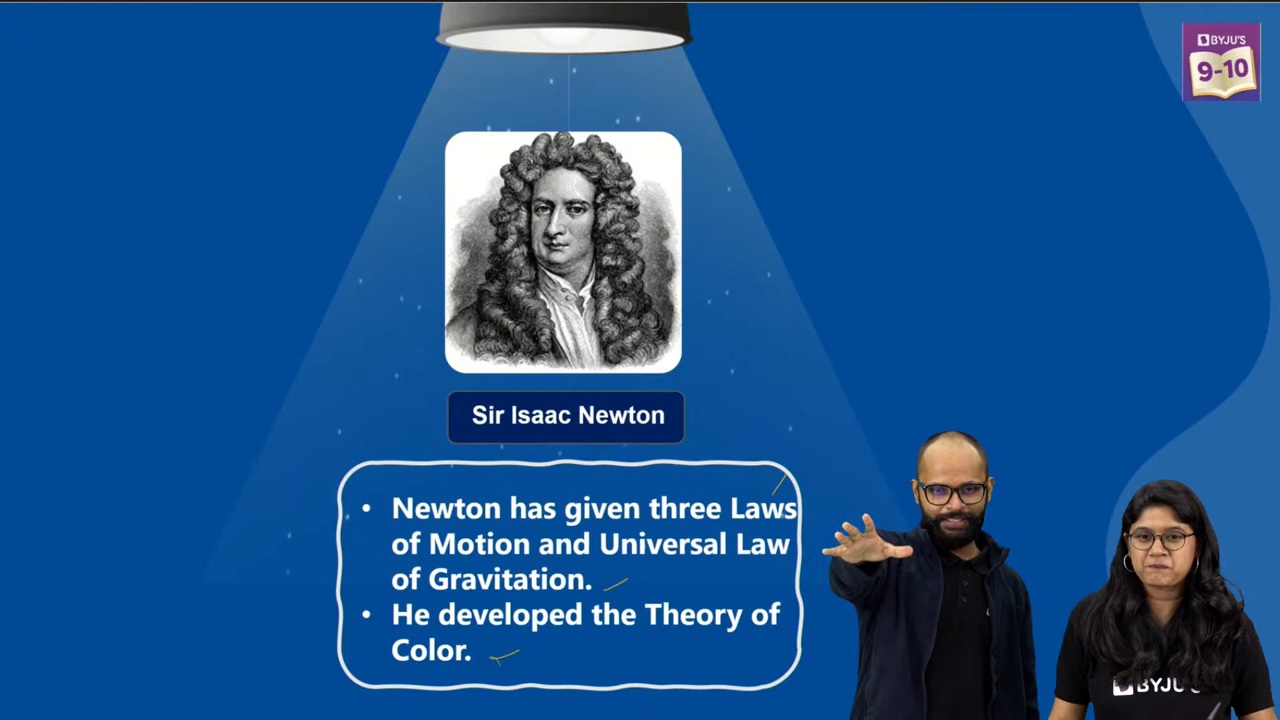 BYJU'S
9-10
Sir Isaac Newton
• Newton has given three Laws
of Motion and Universal Law
of Gravitation.
• He developed the Theory of
Color.
BYJU'S